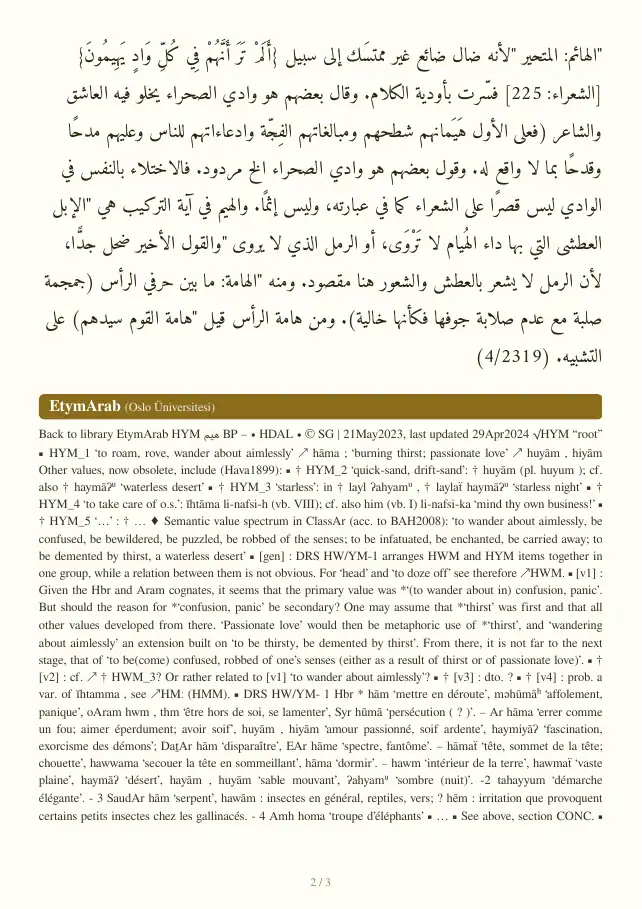 "الهائم: المتحير "لأنه ضال ضائع غير ممتسَك إلى سبيل {أَلَمْ تَرَ أَنَّهُمْ فِي كُلِّ وَادٍ يَهِيمُونَ}
[الشعراء: 225] فسّرت بأودية الكلام. وقال بعضهم هو وادي الصحراء يخلو فيه العاشق
والشاعر (فعلى الأول هَيَمانهم شطحهم ومبالغاتهم الفِجّة وادعاءاتهم للناس وعليهم مدحًا
وقدحًا بما لا واقع له. وقول بعضهم هو وادي الصحراء الخ مردود. فالاختلاء بالنفس في
الوادي ليس قصرًا على الشعراء كما في عبارته، وليس إثمًا. والهيم في آية التركيب هي "الإبل
العطشى التي بها داء الهُيام لا تَرْوَى، أو الرمل الذي لا يروى "والقول الأخير ضحل جدًّا،
لأن الرمل لا يشعر بالعطش والشعور هنا مقصود. ومنه "الهامة: ما بين حرفي الرأس (جمجمة
صلبة مع عدم صلابة جوفها فكأنها خالية). ومن هامة الرأس قيل "هامة القوم سيدهم) على
التشبيه. (4/2319)
EtymArab (Oslo Üniversitesi)
Back to library EtymArab HYM هيم BP – • HDAL • © SG | 21May2023, last updated 29Apr2024 √HYM “root”
▪ HYM_1 ‘to roam, rove, wander about aimlessly’ ↗ hāma ; ‘burning thirst; passionate love’ ↗ huyām , hiyām
Other values, now obsolete, include (Hava1899): ▪ † HYM_2 ‘quick-sand, drift-sand’: † huyām (pl. huyum ); cf.
also † haymāʔᵘ ‘waterless desert’ ▪ † HYM_3 ‘starless’: in † layl ʔahyamᵘ , † laylaẗ haymāʔᵘ ‘starless night’ ▪ †
HYM_4 ‘to take care of o.s.’: ĭhtāma li-nafsi-h (vb. VIII); cf. also him (vb. I) li-nafsi-ka ‘mind thy own business!’ ▪
† HYM_5 ‘…’ : † … ♦ Semantic value spectrum in ClassAr (acc. to BAH2008): ‘to wander about aimlessly, be
confused, be bewildered, be puzzled, be robbed of the senses; to be infatuated, be enchanted, be carried away; to
be demented by thirst, a waterless desert’ ▪ [gen] : DRS HW/YM-1 arranges HWM and HYM items together in
one group, while a relation between them is not obvious. For ‘head’ and ‘to doze off’ see therefore ↗HWM. ▪ [v1] :
Given the Hbr and Aram cognates, it seems that the primary value was *‘(to wander about in) confusion, panic’.
But should the reason for *‘confusion, panic’ be secondary? One may assume that *‘thirst’ was first and that all
other values developed from there. ‘Passionate love’ would then be metaphoric use of *‘thirst’, and ‘wandering
about aimlessly’ an extension built on ‘to be thirsty, be demented by thirst’. From there, it is not far to the next
stage, that of ‘to be(come) confused, robbed of one’s senses (either as a result of thirst or of passionate love)’. ▪ †
[v2] : cf. ↗ † HWM_3? Or rather related to [v1] ‘to wander about aimlessly’? ▪ † [v3] : dto. ? ▪ † [v4] : prob. a
var. of ĭhtamma , see ↗HMː (HMM). ▪ DRS HW/YM- 1 Hbr * hām ‘mettre en déroute’, məhūmāʰ ‘affolement,
panique’, oAram hwm , thm ‘être hors de soi, se lamenter’, Syr hūmā ‘persécution ( ? )’. – Ar hāma ‘errer comme
un fou; aimer éperdument; avoir soif’, huyām , hiyām ‘amour passionné, soif ardente’, haymiyaẗ ‘fascination,
exorcisme des démons’; DaṯAr hām ‘disparaître’, EAr hāme ‘spectre, fantôme’. – hāmaẗ ‘tête, sommet de la tête;
chouette’, hawwama ‘secouer la tête en sommeillant’, hāma ‘dormir’. – hawm ‘intérieur de la terre’, hawmaẗ ‘vaste
plaine’, haymāʔ ‘désert’, hayām , huyām ‘sable mouvant’, ʔahyamᵘ ‘sombre (nuit)’. -2 tahayyum ‘démarche
élégante’. - 3 SaudAr hām ‘serpent’, hawām : insectes en général, reptiles, vers; ? hēm : irritation que provoquent
certains petits insectes chez les gallinacés. - 4 Amh homa ‘troupe d’éléphants’ ▪ … ▪ See above, section CONC. ▪
2 / 3